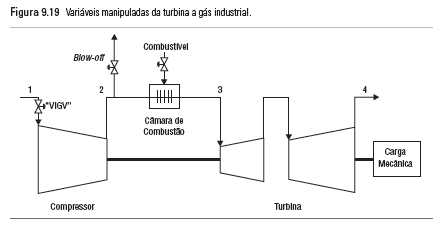 Figura 9.19 Variáveis manipuladas da turbina a gás industrial.
Blow-off
Combustível
1
"VIGV"
2
3
4
Câmara de
Combustão
Carga
Mecânica
Compressor
Turbina